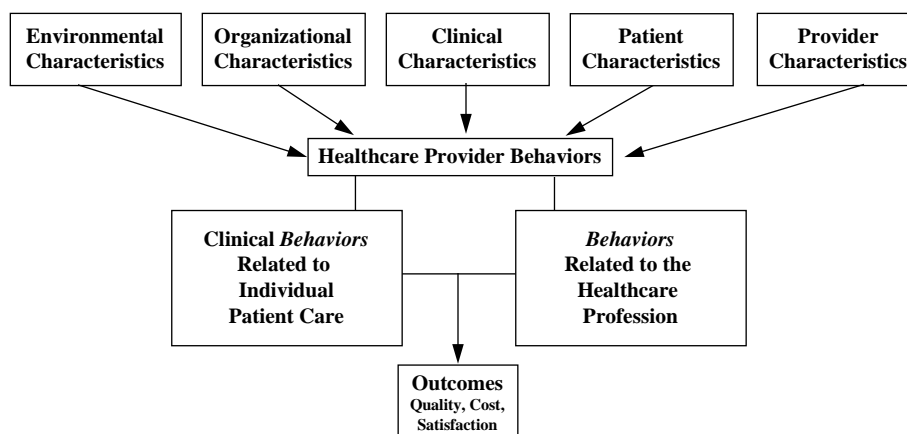 Environmental
Characteristics
Organizational
Characteristics
Clinical
Characteristics
Patient
Characteristics
Provider
Characteristics
Healthcare Provider Behaviors
Clinical Behaviors
Related to
Individual
Patient Care
Behaviors
Related to the
Healthcare
Profession
Outcomes
Quality, Cost,
Satisfaction